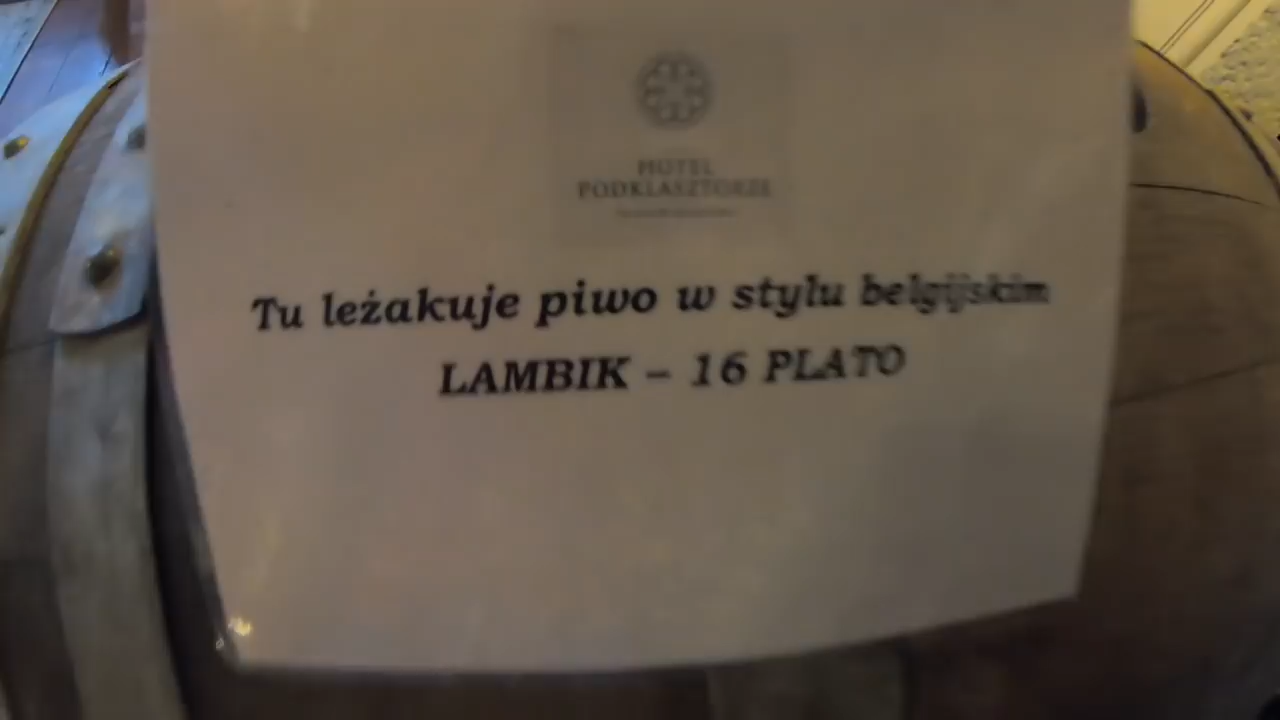 HOTEL
PODKLASZTORZE
Tu leżakuje piwo w stylu belgijskim
LAMBIK – 16 PLATO